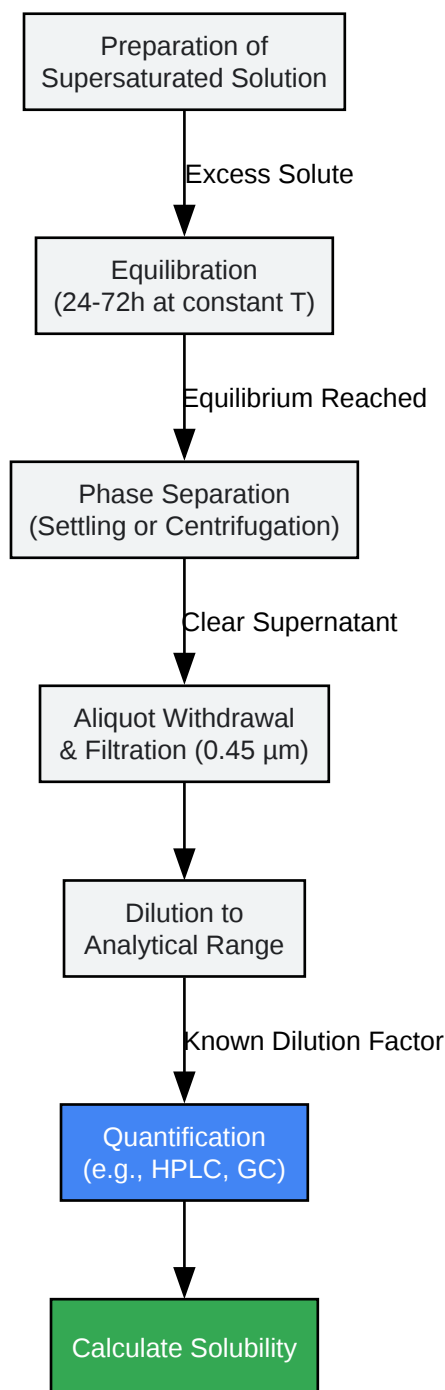 Preparation of
Supersaturated Solution
Excess Solute
Equilibration
(24-72h at constant T)
Equilibrium Reached
Phase Separation
(Settling or Centrifugation)
Clear Supernatant
Aliquot Withdrawal
& Filtration (0.45 µm)
Dilution to
Analytical Range
Known Dilution Factor
Quantification
(e.g., HPLC, GC)
Calculate Solubility